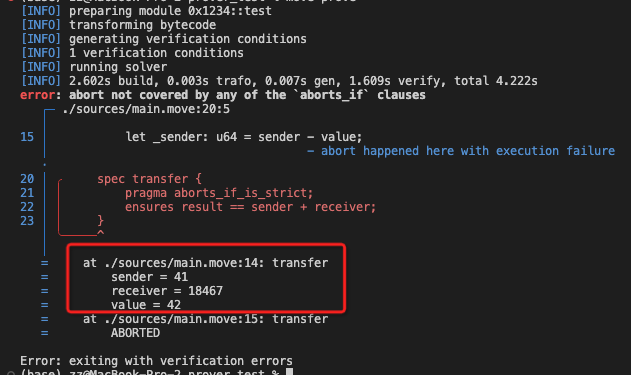 [INFO] preparing module 0x1234::test
[INFO] transforming bytecode
[INFO] generating verification conditions
[INFO] 1 verification conditions
[INFO] running solver
[INFO] 2.602s build, 0.003s trafo, 0.007s gen, 1.609s verify, total 4.222s
error: abort not covered by any of the `aborts_if` clauses
./sources/main.move:20:5
15 let _sender: u64 = sender - value;
- abort happened here with execution failure
·
20 spec transfer {
21 pragma aborts_if_is_strict;
22 ensures result == sender + receiver;
23 }
^
= at ./sources/main.move:14: transfer
= sender = 41
= receiver = 18467
= value = 42
= at ./sources/main.move:15: transfer
= ABORTED
Error: exiting with verification errors
(base) zz@MacBook-Pro-2 prover_test %